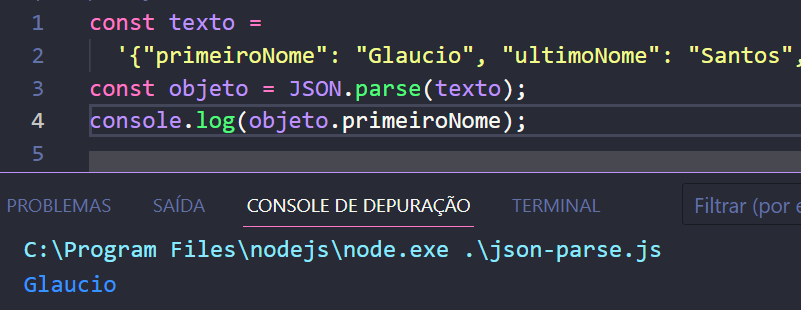 1 const texto =
2 '{"primeiroNome": "Glaucio", "ultimoNome": "Santos",
3 const objeto = JSON.parse(texto);
4 console.log(objeto.primeiroNome);
5
PROBLEMAS SAÍDA CONSOLE DE DEPURAÇÃO TERMINAL Filtrar (por e
C:\Program Files\nodejs\node.exe .\json-parse.js
Glaucio